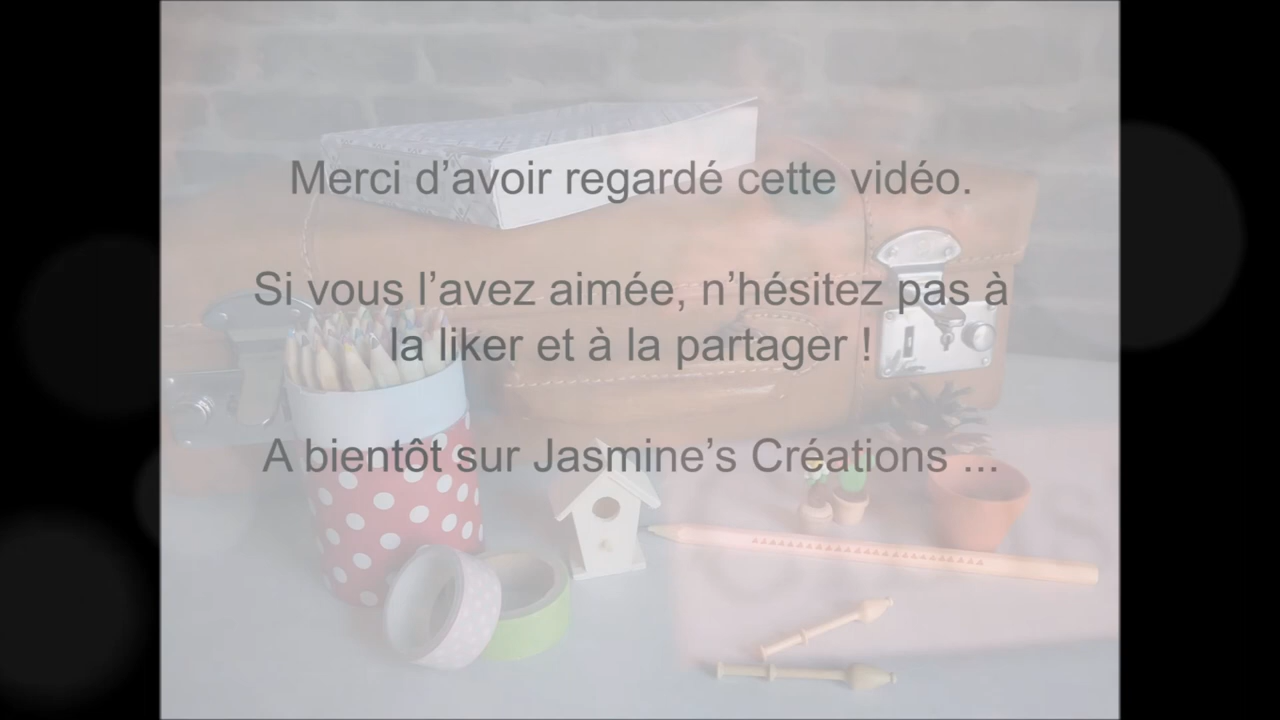 Merci d’avoir regardé cette vidéo.
Si vous l’avez aimée, n’hésitez pas à
la liker et à la partager !
A bientôt sur Jasmine’s Créations ...